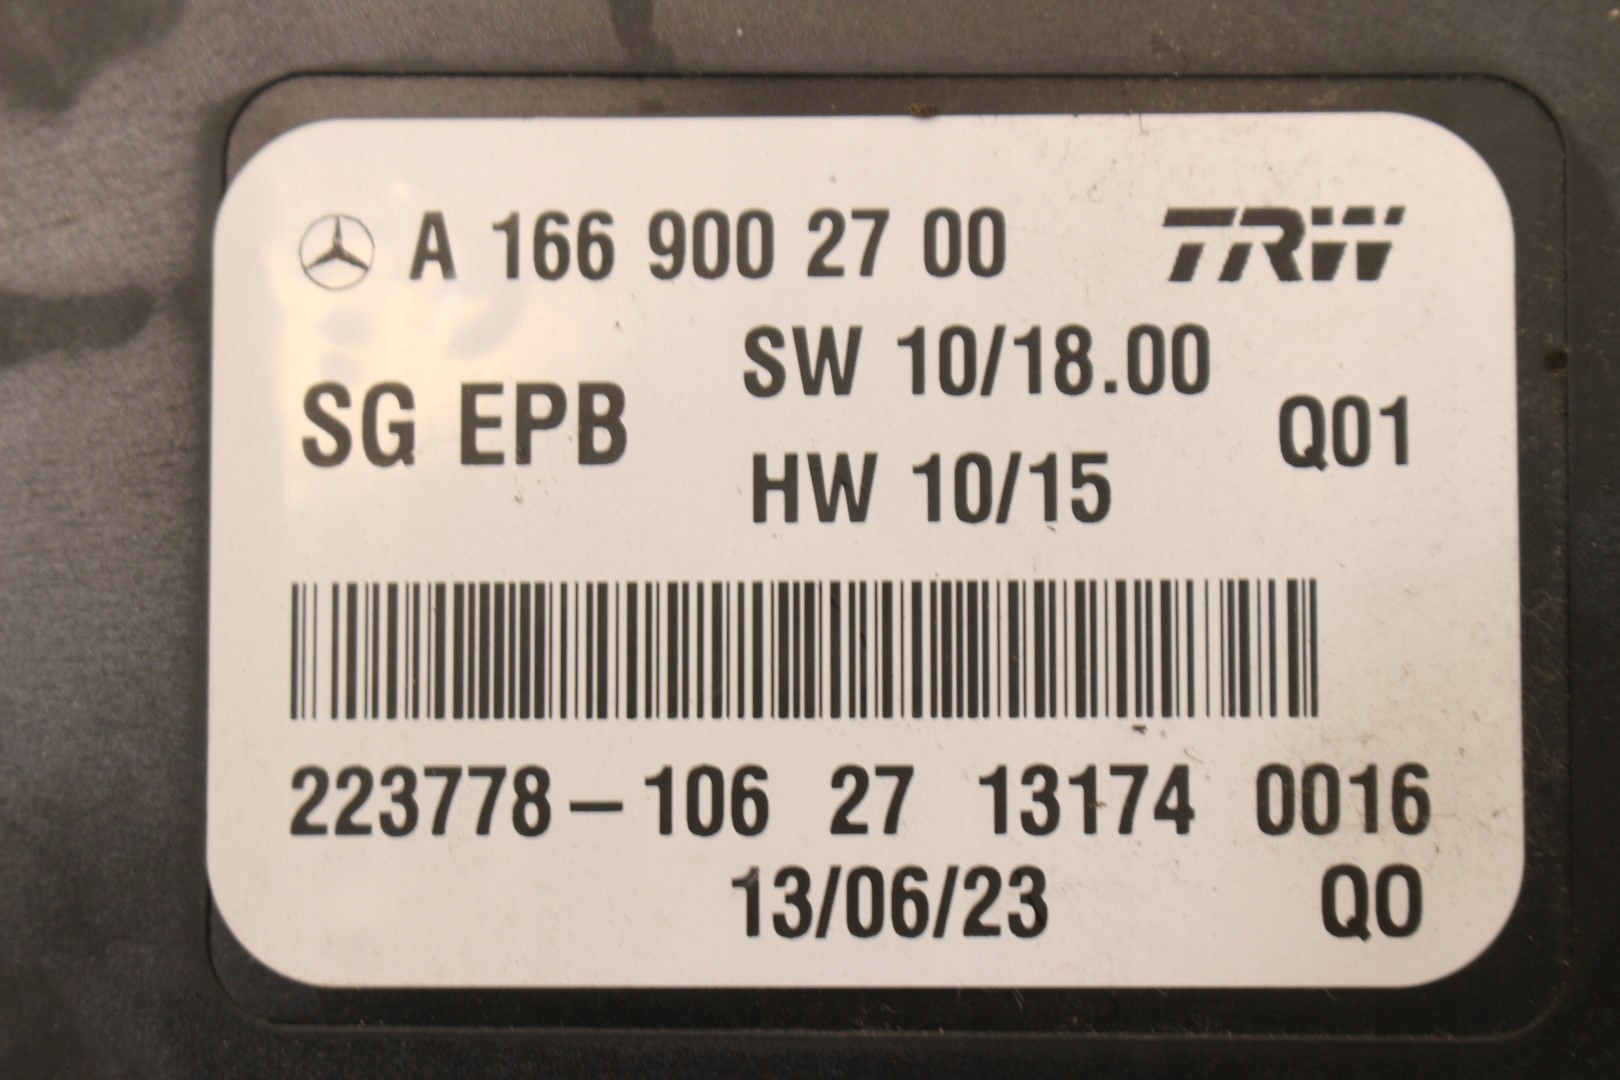 A 166 900 27 00 TRW
SW 10/18.00
SG EPB Q01
HW 10/15
223778-106 27 13174 0016
13/06/23 Q0